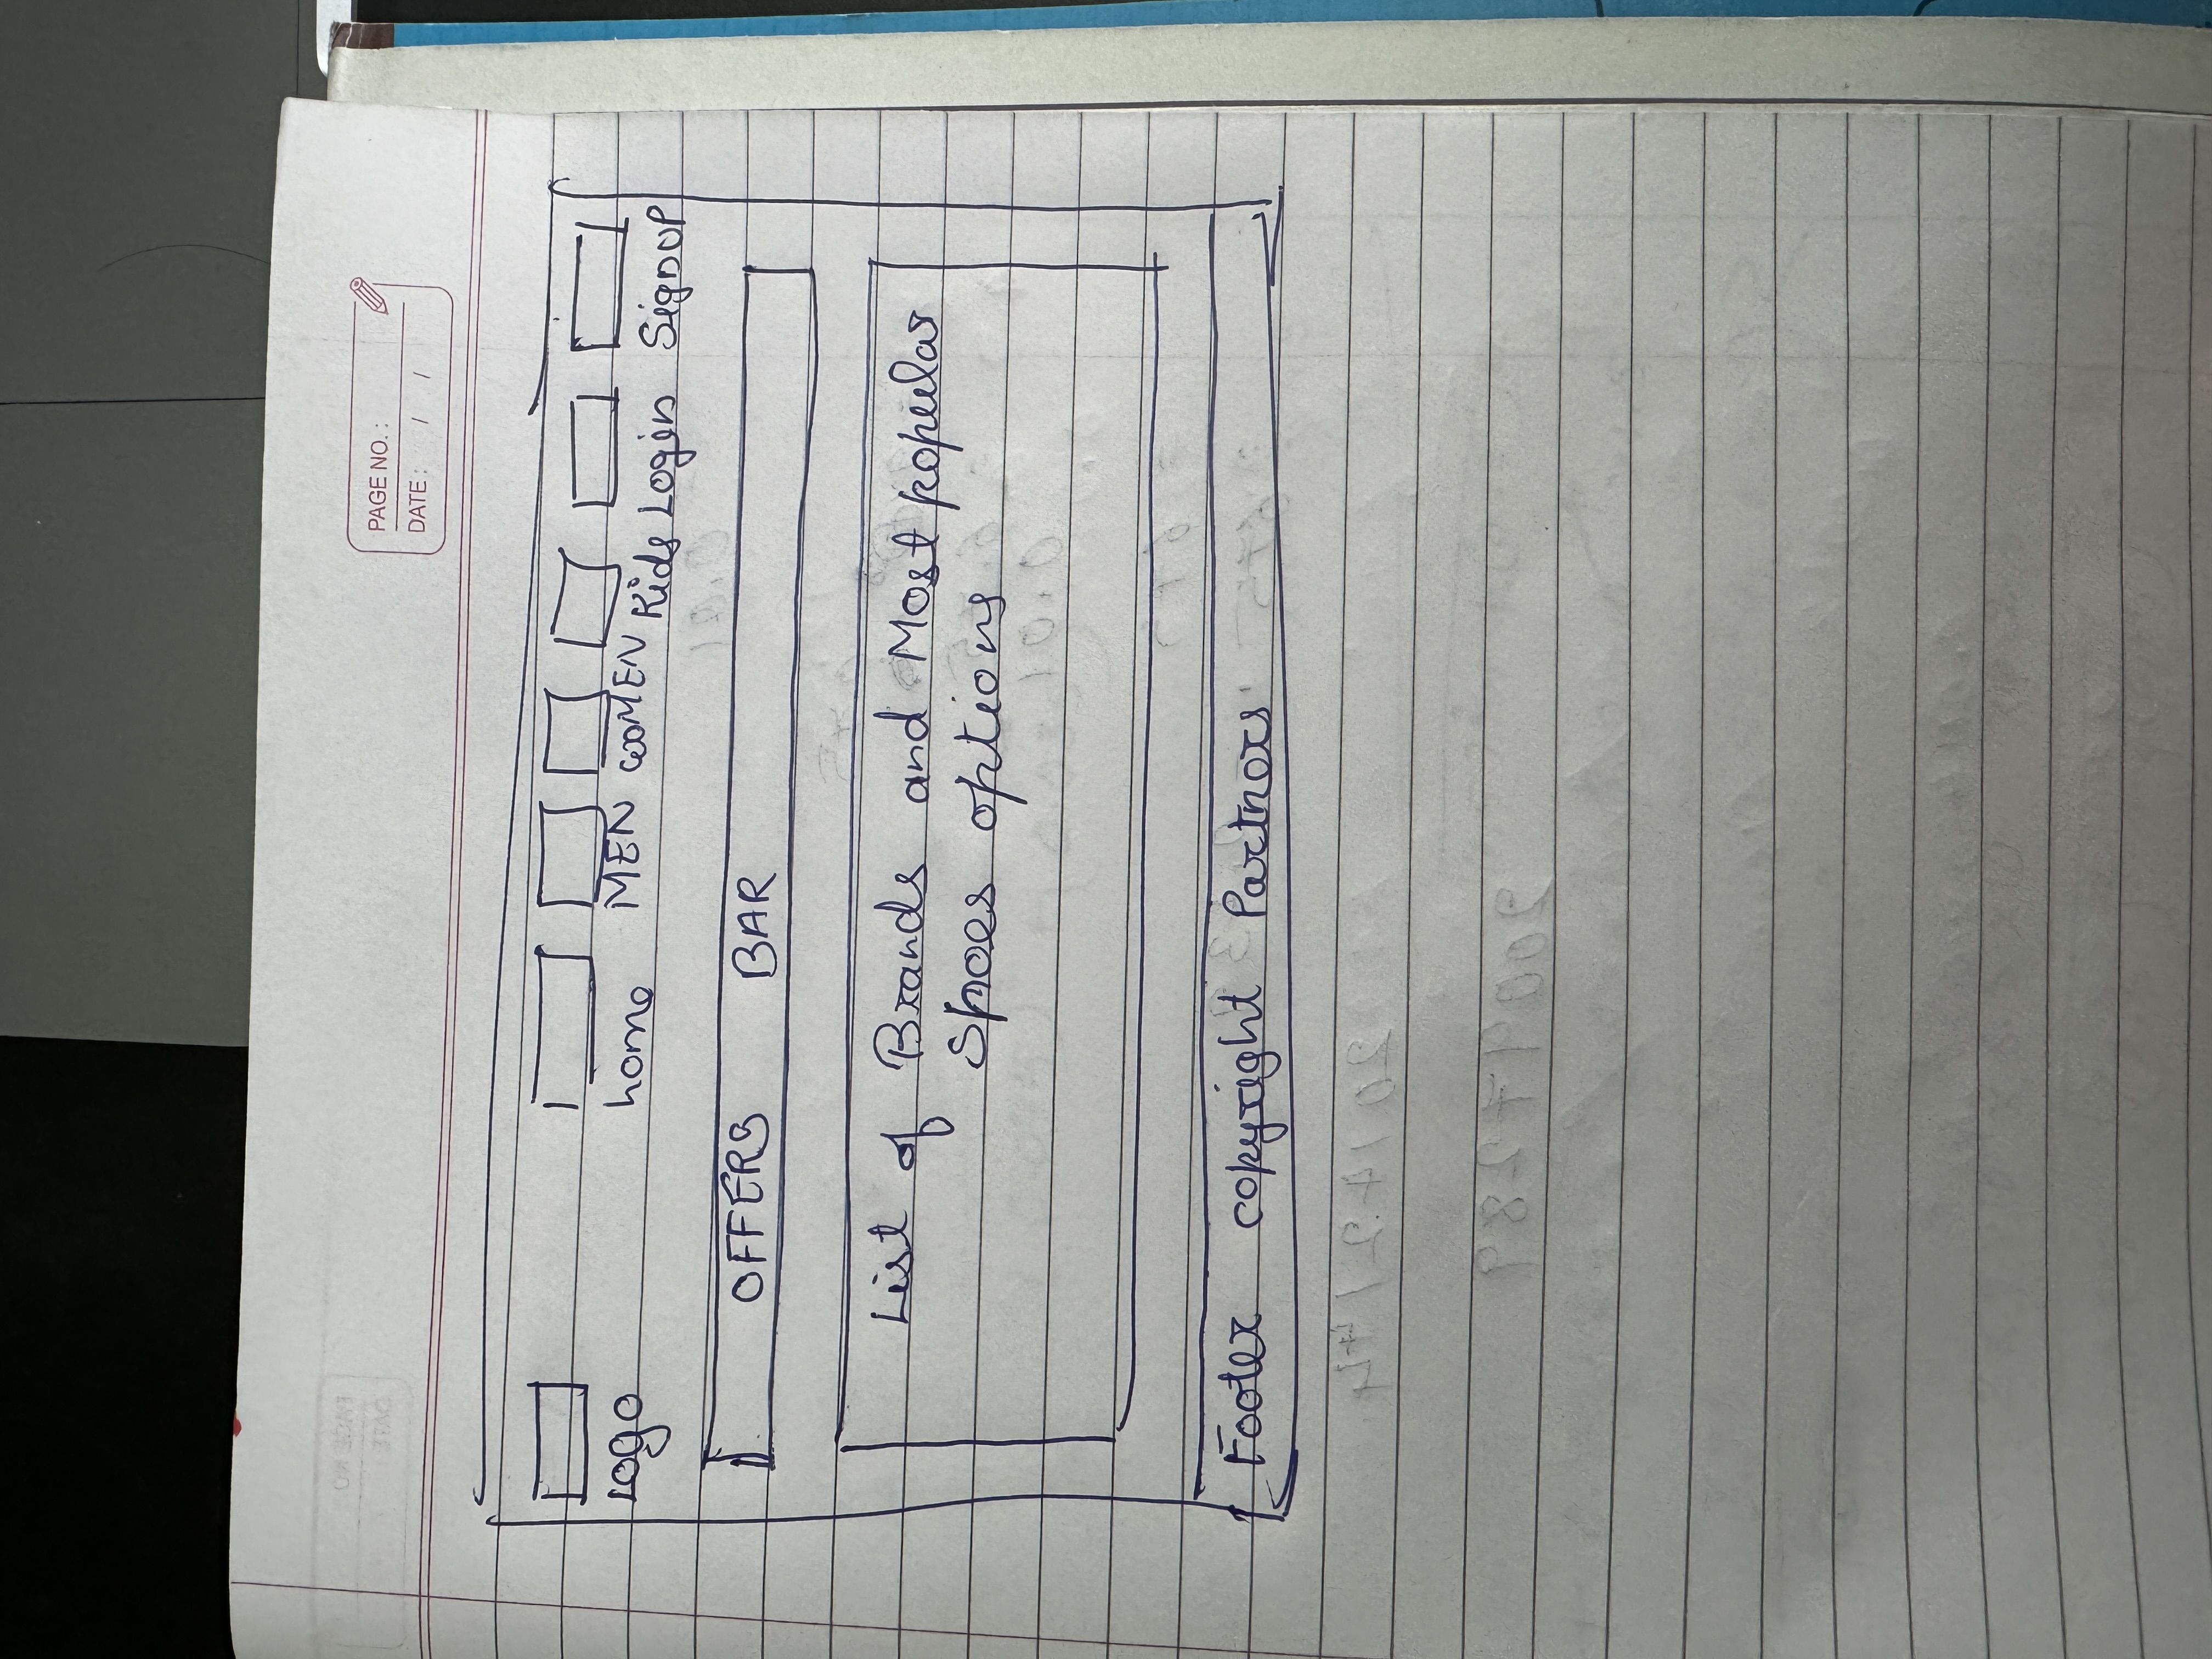 PAGE NO. :
DATE : / /
Logo home MEN WOMEN Kids Login Signup
OFFERS BAR
List of Brands and Most popular
Shoes options
Footer copyright Partners